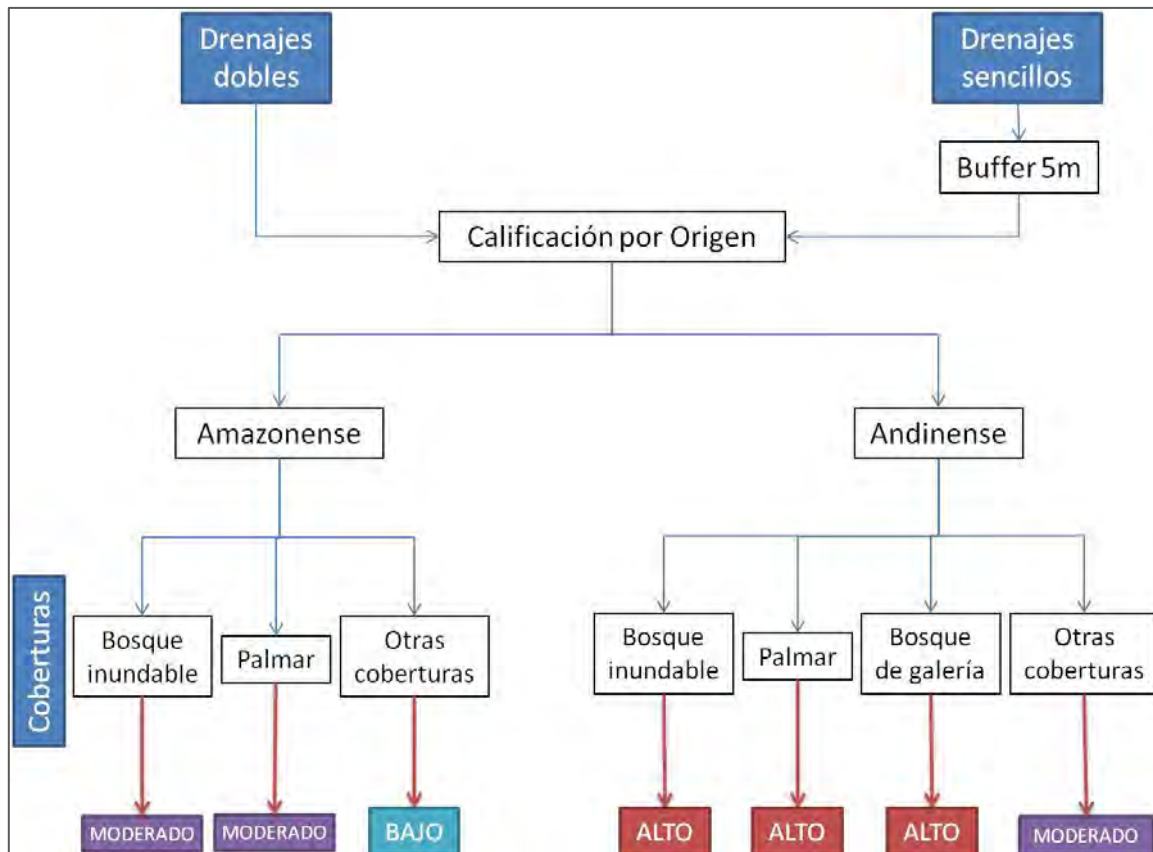 Drenajes
dobles
Drenajes
sencillos
Buffer 5m
Calificación por Origen
Amazonense
Andinense
Coberturas
Bosque
inundable
Palmar
Otras
coberturas
Bosque
inundable
Palmar
Bosque
de galería
Otras
coberturas
MODERADO
MODERADO
BAJO
ALTO
ALTO
ALTO
MODERADO